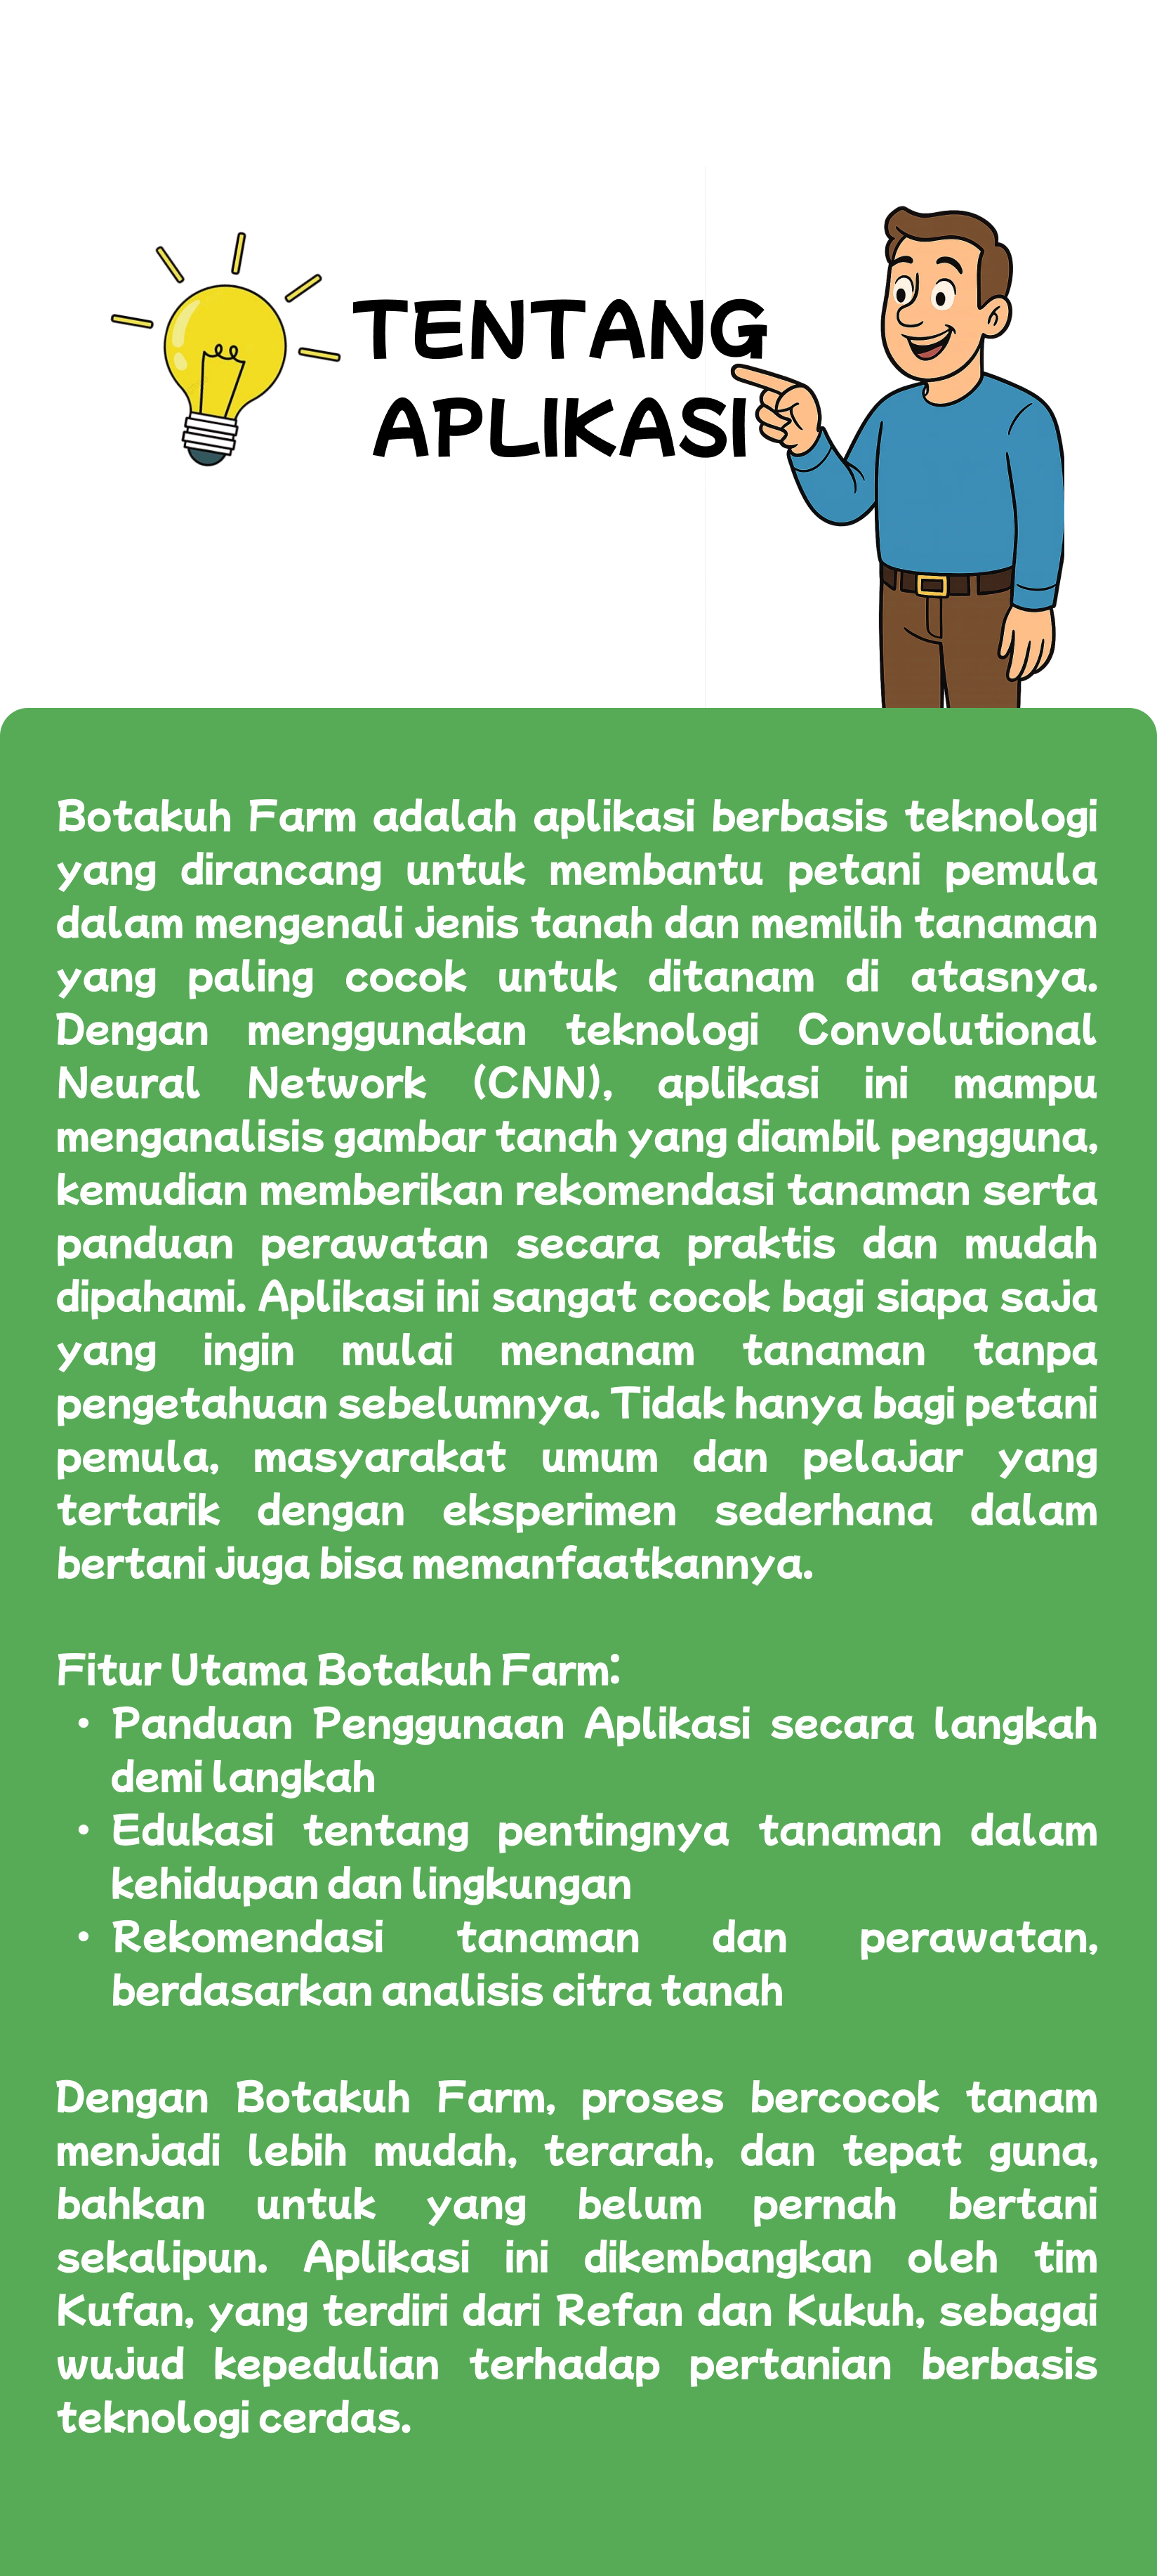 TENTANG
APLIKASI
Botakuh Farm adalah aplikasi berbasis teknologi
yang dirancang untuk membantu petani pemula
dalam mengenali jenis tanah dan memilih tanaman
yang paling cocok untuk ditanam di atasnya.
Dengan menggunakan teknologi Convolutional
Neural Network (CNN), aplikasi ini mampu
menganalisis gambar tanah yang diambil pengguna,
kemudian memberikan rekomendasi tanaman serta
panduan perawatan secara praktis dan mudah
dipahami. Aplikasi ini sangat cocok bagi siapa saja
yang ingin mulai menanam tanaman tanpa
pengetahuan sebelumnya. Tidak hanya bagi petani
pemula, masyarakat umum dan pelajar yang
tertarik dengan eksperimen sederhana dalam
bertani juga bisa memanfaatkannya.
Fitur Utama Botakuh Farm:
• Panduan Penggunaan Aplikasi secara langkah
demi langkah
• Edukasi tentang pentingnya tanaman dalam
kehidupan dan lingkungan
• Rekomendasi tanaman dan perawatan,
berdasarkan analisis citra tanah
Dengan Botakuh Farm, proses bercocok tanam
menjadi lebih mudah, terarah, dan tepat guna,
bahkan untuk yang belum pernah bertani
sekalipun. Aplikasi ini dikembangkan oleh tim
Kufan, yang terdiri dari Refan dan Kukuh, sebagai
wujud kepedulian terhadap pertanian berbasis
teknologi cerdas.